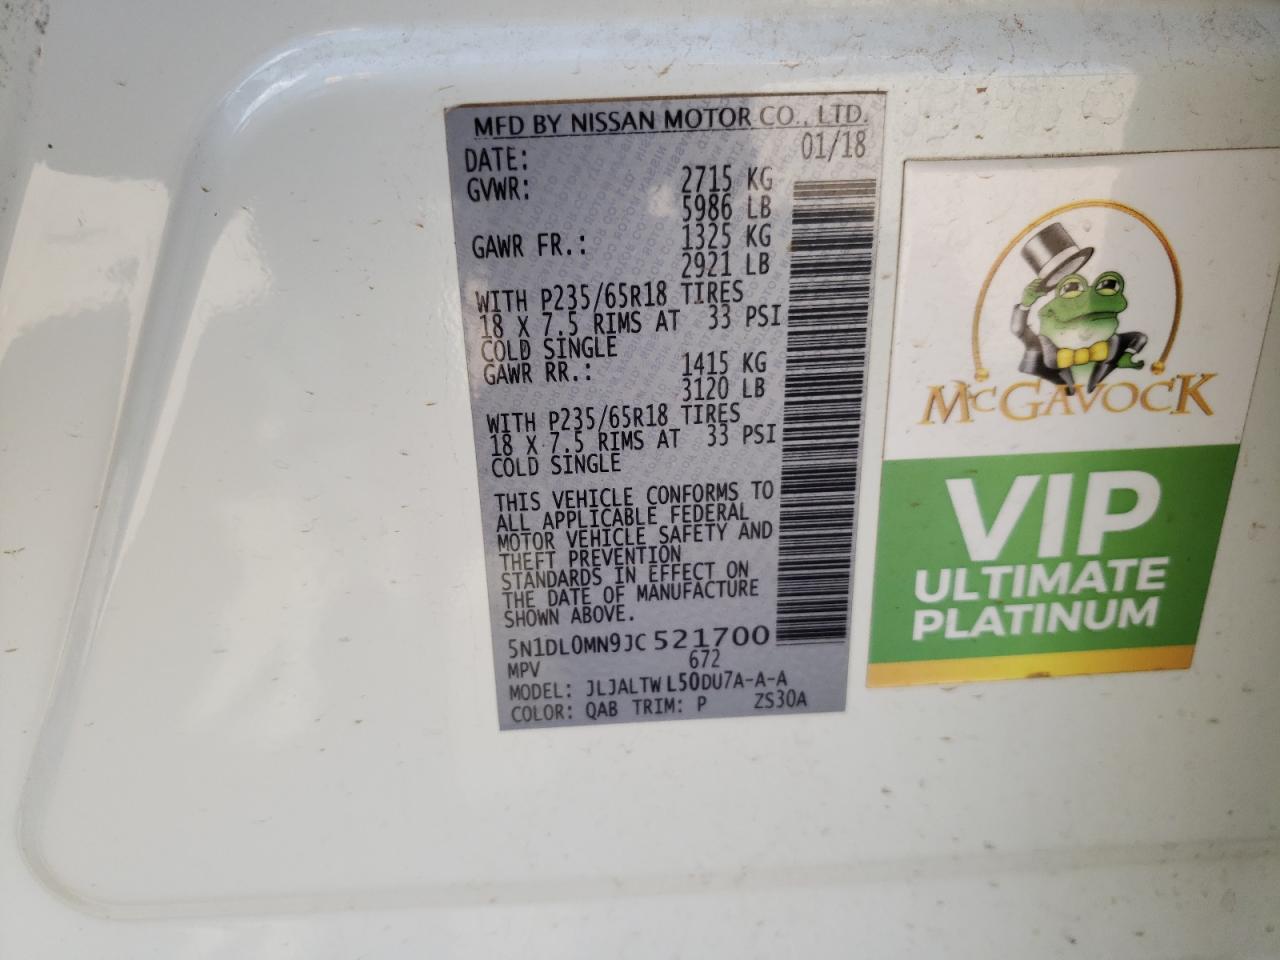 MFD BY NISSAN MOTOR CO., LTD.
DATE: 01/18
GVWR: 2715 KG
5986 LB
GAWR FR.: 1325 KG
2921 LB
WITH P235/65R18 TIRES
18 X 7.5 RIMS AT 33 PSI
COLD SINGLE
GAWR RR.: 1415 KG
3120 LB
WITH P235/65R18 TIRES
18 X 7.5 RIMS AT 33 PSI
COLD SINGLE
THIS VEHICLE CONFORMS TO
ALL APPLICABLE FEDERAL
MOTOR VEHICLE SAFETY AND
THEFT PREVENTION
STANDARDS IN EFFECT ON
THE DATE OF MANUFACTURE
SHOWN ABOVE.
5N1DL0MN9JC 521700
MPV 672
MODEL: JLJALTW L50DU7A-A-A
COLOR: QAB TRIM: P ZS30A
McGAVOCK
VIP
ULTIMATE
PLATINUM